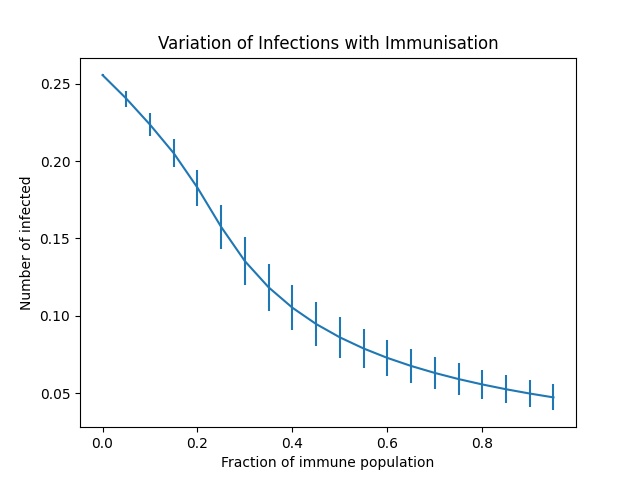 Variation of Infections with Immunisation
0.25
0.20
0.15
0.10
0.05
Number of infected
0.0 0.2 0.4 0.6 0.8
Fraction of immune population